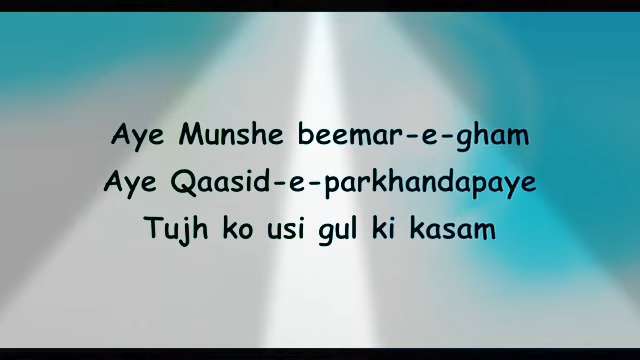 Aye Munshe beemar-e-gham
Aye Qaasid-e-parkhandapaye
Tujh ko usi gul ki kasam